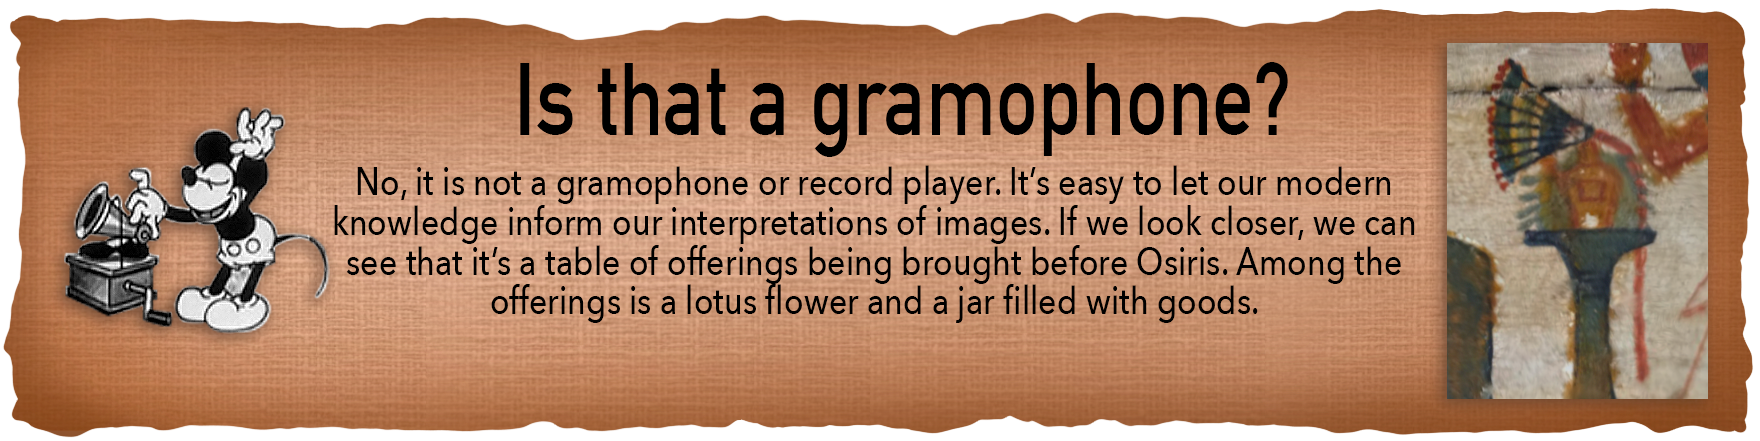 Is that a gramophone?
No, it is not a gramophone or record player. It’s easy to let our modern
knowledge inform our interpretations of images. If we look closer, we can
see that it’s a table of offerings being brought before Osiris. Among the
offerings is a lotus flower and a jar filled with goods.